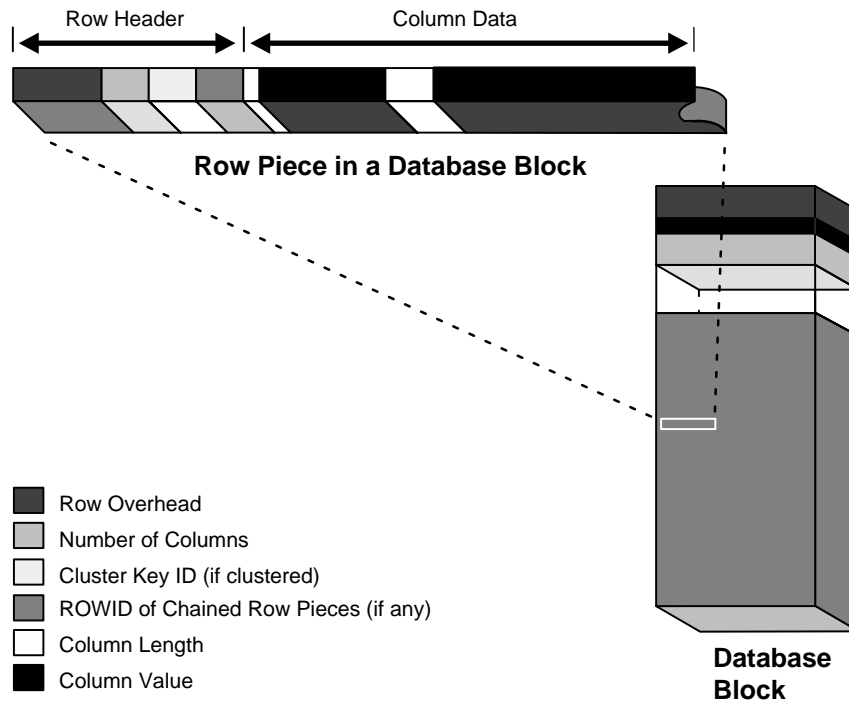 Row Header
Column Data
Row Piece in a Database Block
Row Overhead
Number of Columns
Cluster Key ID (if clustered)
ROWID of Chained Row Pieces (if any)
Column Length
Column Value
Database
Block